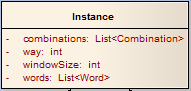 Instance
- combinations: List<Combination>
- way: int
- windowSize: int
- words: List<Word>